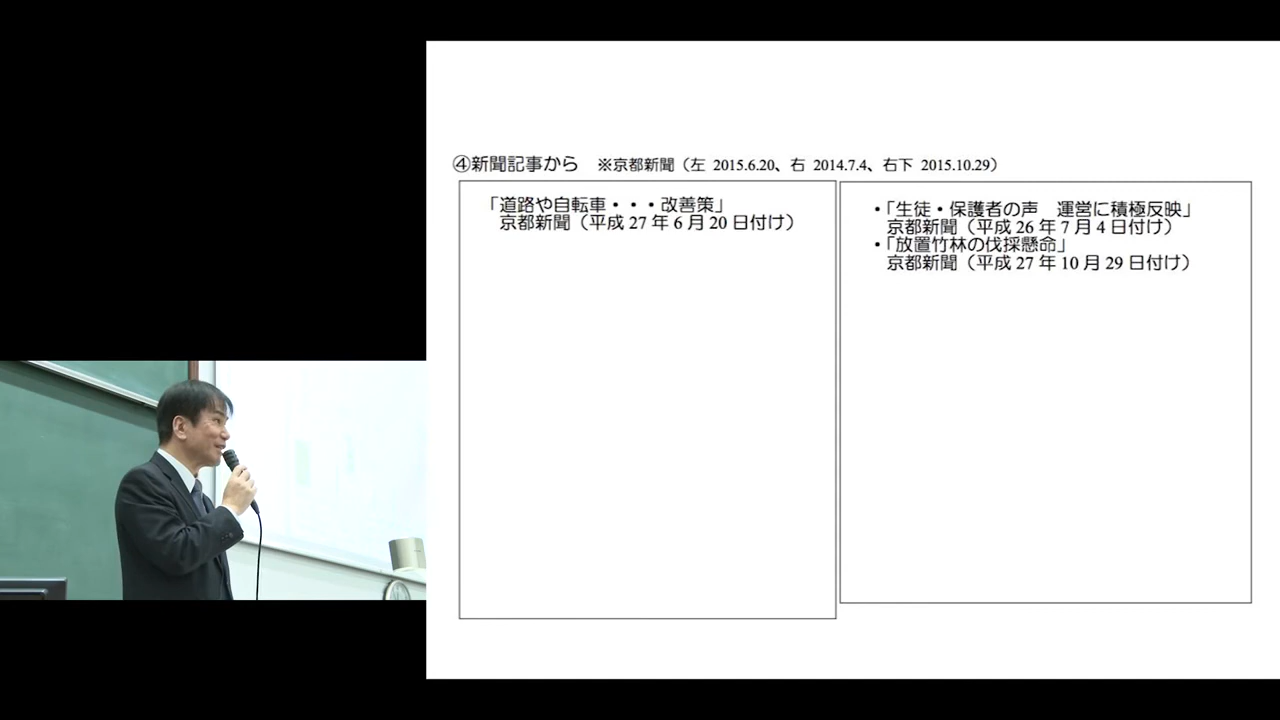 ④新聞記事から　※京都新聞（左 2015.6.20、右 2014.7.4、右下 2015.10.29）
「道路や自転車・・・改善策」
京都新聞（平成 27 年 6 月 20 日付け）
・「生徒・保護者の声　運営に積極反映」
京都新聞（平成 26 年 7 月 4 日付け）
・「放置竹林の伐採懸命」
京都新聞（平成 27 年 10 月 29 日付け）